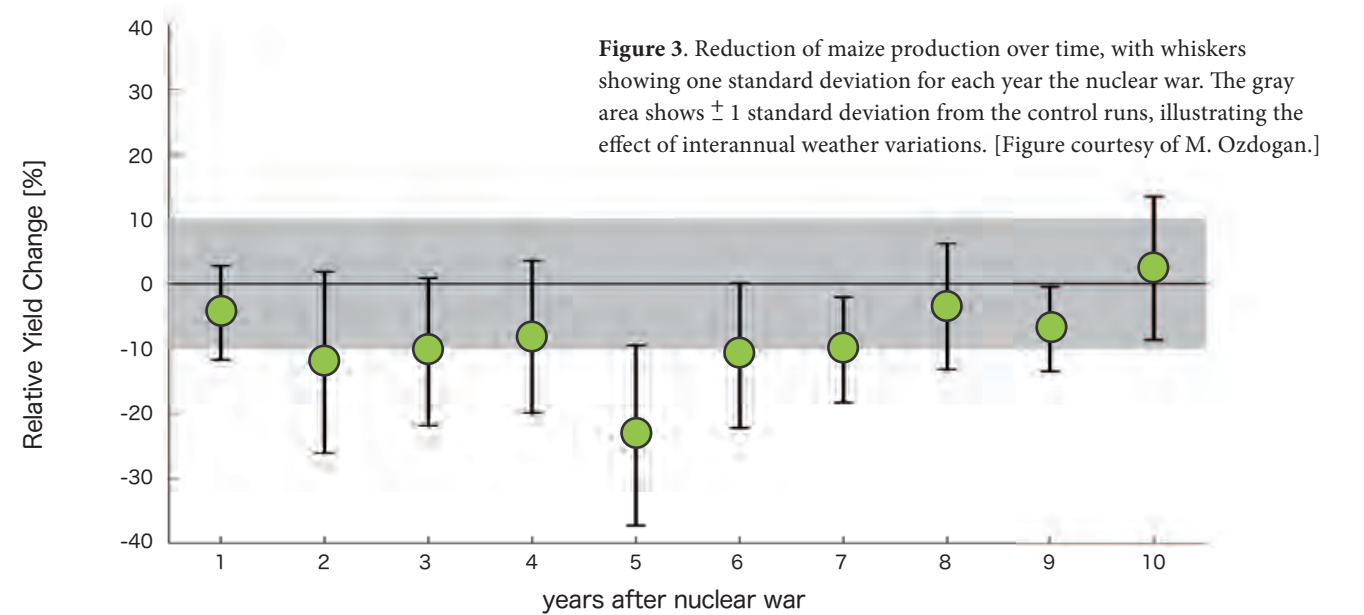 Figure 3. Reduction of maize production over time, with whiskers
showing one standard deviation for each year the nuclear war. The gray
area shows ± 1 standard deviation from the control runs, illustrating the
effect of interannual weather variations. [Figure courtesy of M. Ozdogan.]
Relative Yield Change [%]
40
30
20
10
0
-10
-20
-30
-40
1 2 3 4 5 6 7 8 9 10
years after nuclear war